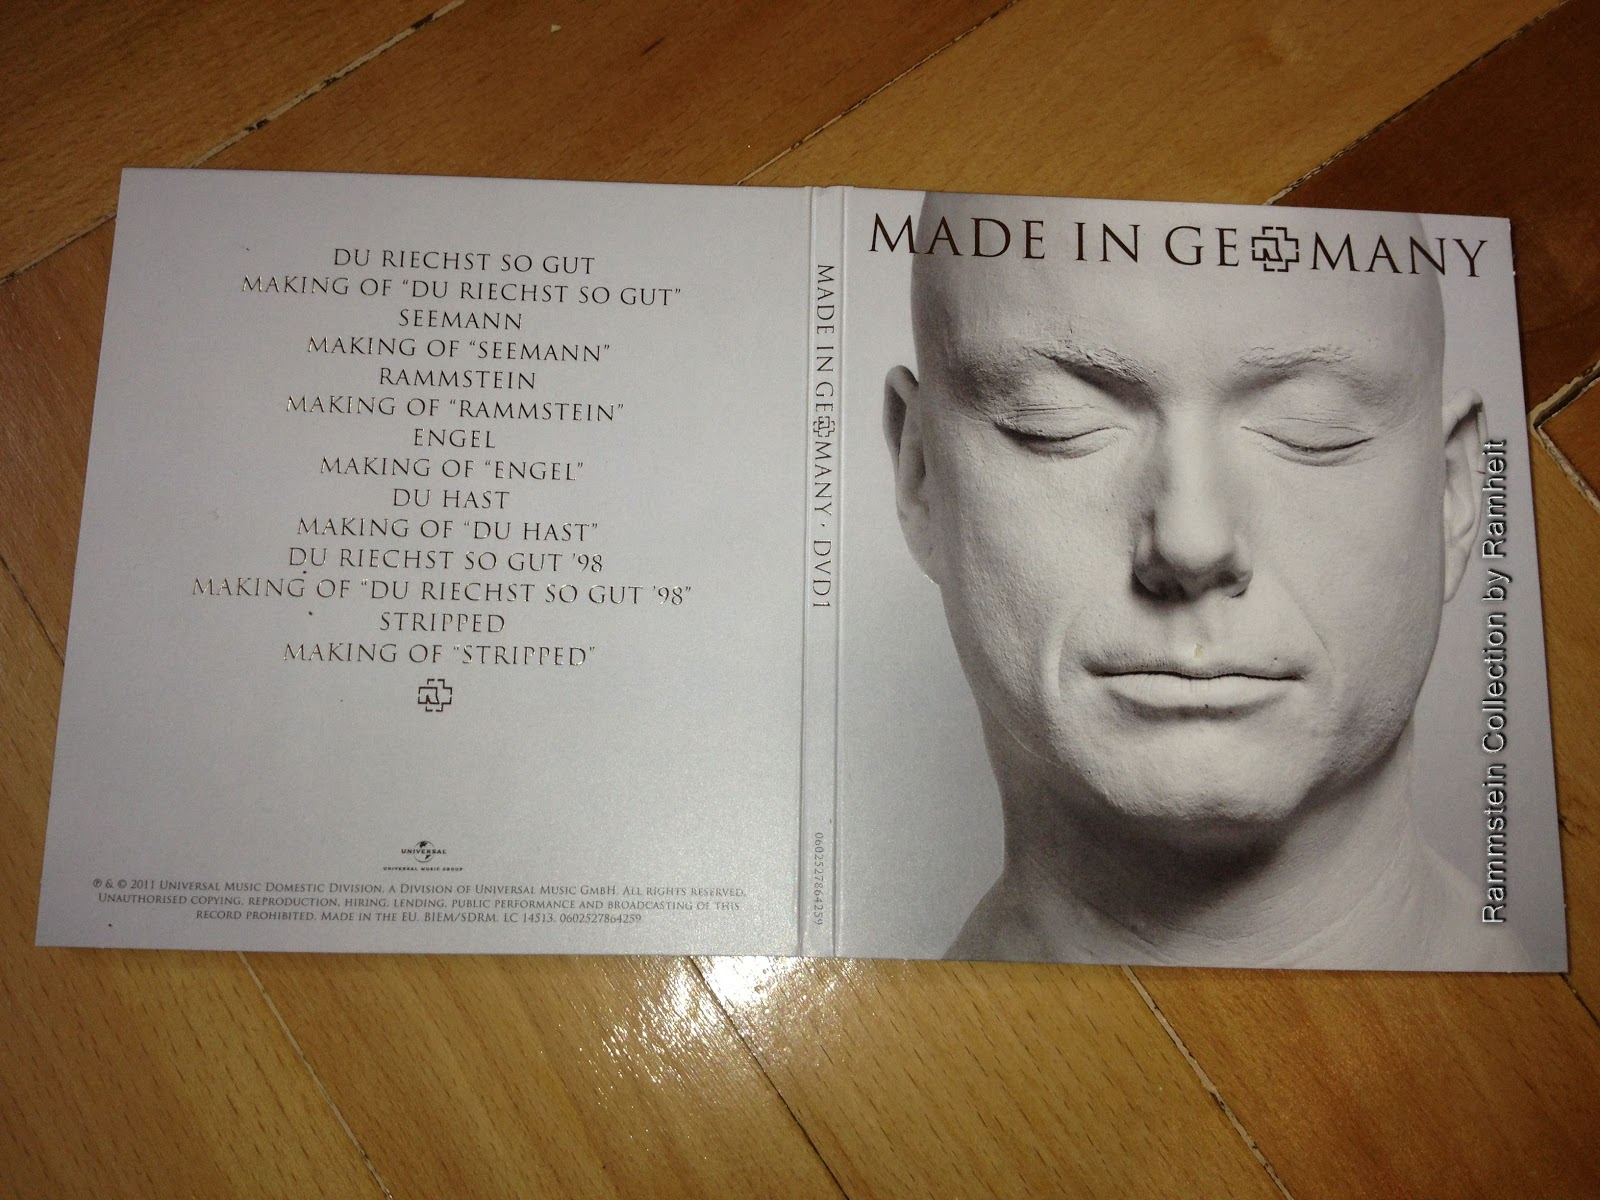 DU RIECHST SO GUT
MAKING OF “DU RIECHST SO GUT”
SEEMANN
MAKING OF “SEEMANN”
RAMMSTEIN
MAKING OF “RAMMSTEIN”
ENGEL
MAKING OF “ENGEL”
DU HAST
MAKING OF “DU HAST”
DU RIECHST SO GUT ’98
MAKING OF “DU RIECHST SO GUT ’98”
STRIPPED
MAKING OF “STRIPPED”
UNIVERSAL
UNIVERSAL MUSIC GROUP
℗ & © 2011 UNIVERSAL MUSIC DOMESTIC DIVISION, A DIVISION OF UNIVERSAL MUSIC GMBH. ALL RIGHTS RESERVED.
UNAUTHORISED COPYING, REPRODUCTION, HIRING, LENDING, PUBLIC PERFORMANCE AND BROADCASTING OF THIS
RECORD PROHIBITED. MADE IN THE EU. BIEM/SDRM. LC 14513. 0602527864259
MADE IN GERMANY · DVD1
0602527864259
MADE IN GERMANY
Rammstein Collection by Ramheit